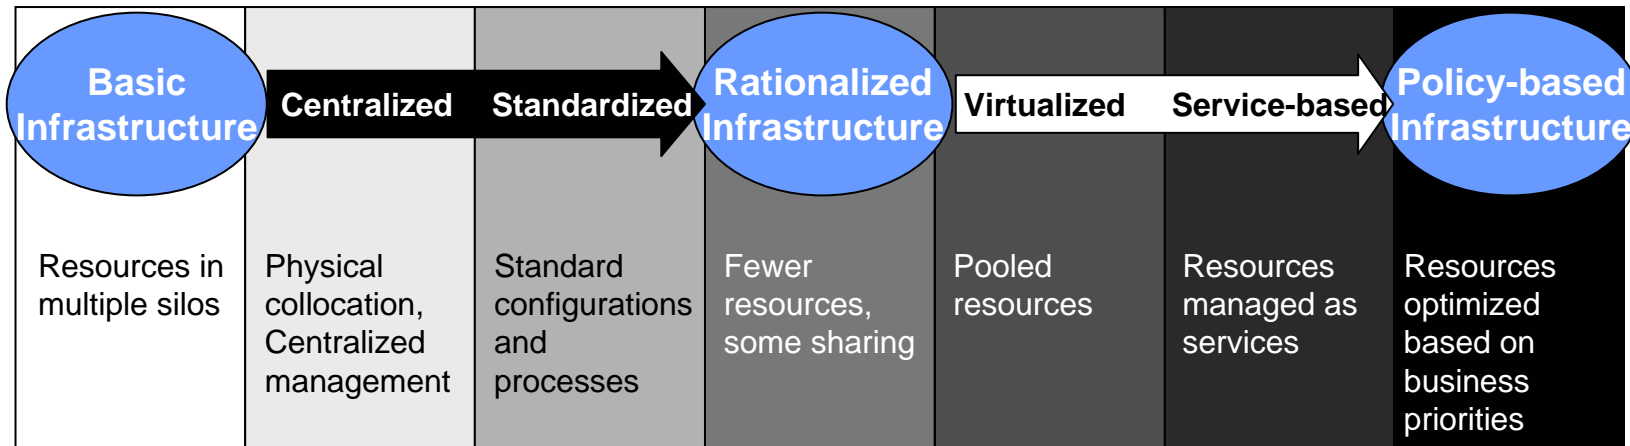 Basic
Infrastructure
Centralized
Standardized
Rationalized
Infrastructure
Virtualized
Service-based
Policy-based
Infrastructure
Resources in
multiple silos
Physical
collocation,
Centralized
management
Standard
configurations
and
processes
Fewer
resources,
some sharing
Pooled
resources
Resources
managed as
services
Resources
optimized
based on
business
priorities